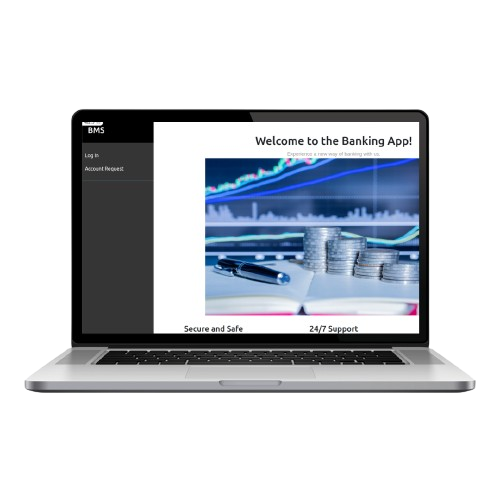 BMS
Log In
Account Request
Welcome to the Banking App!
Experience a new way of banking with us.
Secure and Safe
24/7 Support